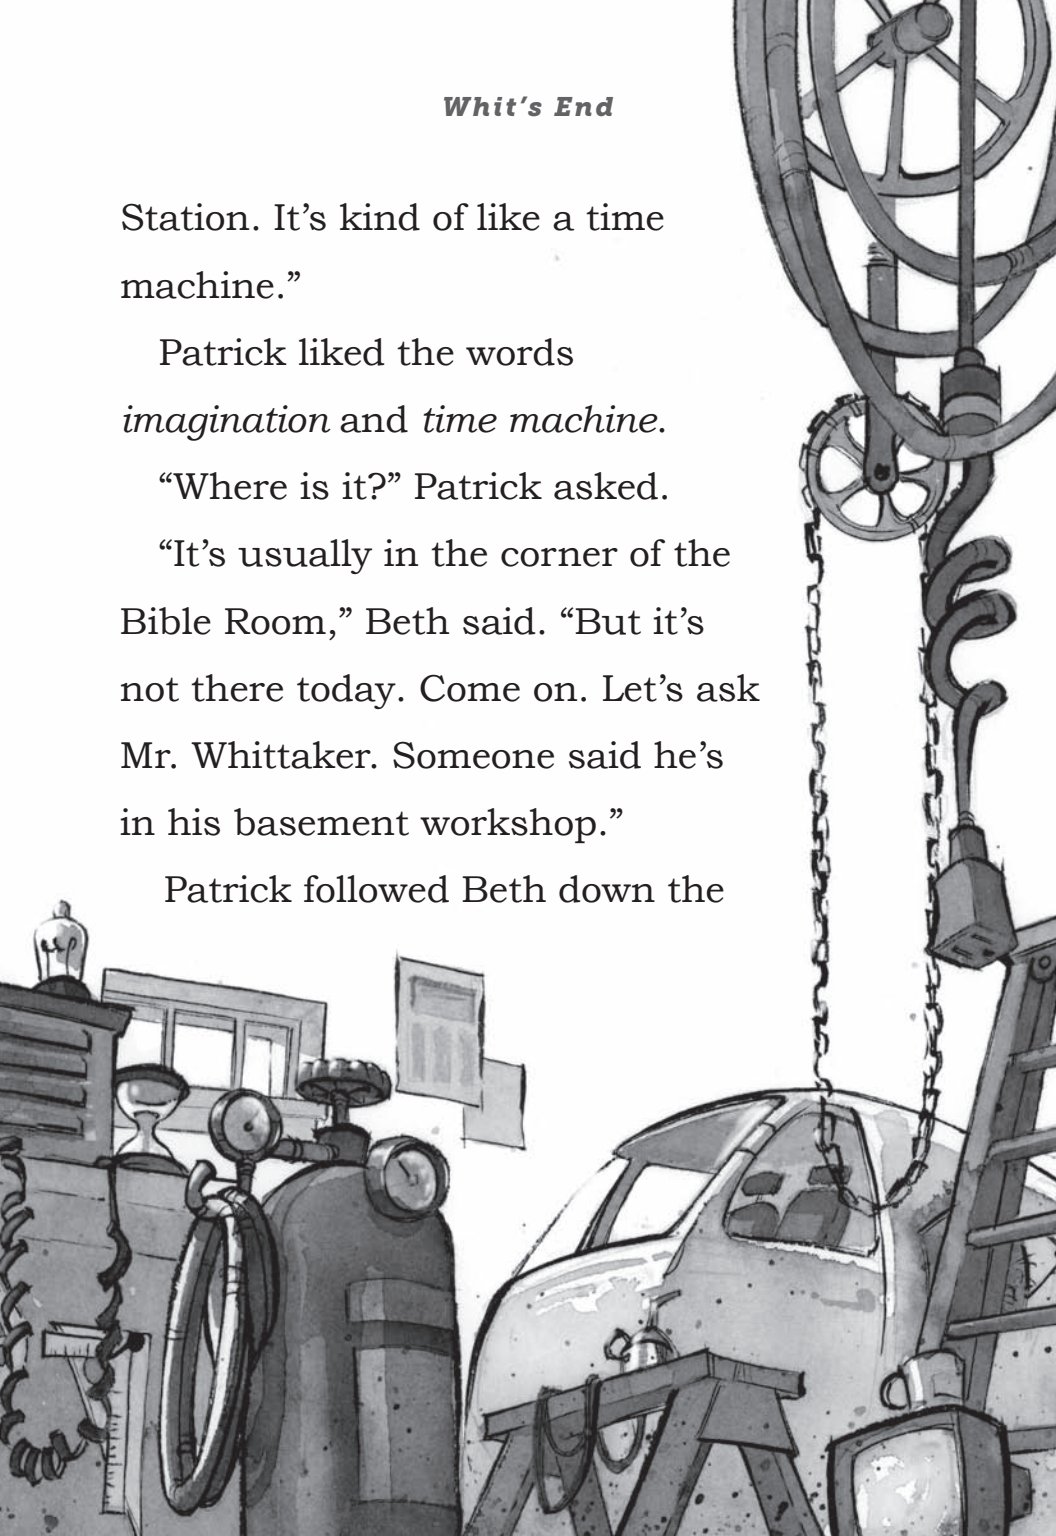 Whit’s End
Station. It’s kind of like a time
machine.”
Patrick liked the words
imagination and time machine.
“Where is it?” Patrick asked.
“It’s usually in the corner of the
Bible Room,” Beth said. “But it’s
not there today. Come on. Let’s ask
Mr. Whittaker. Someone said he’s
in his basement workshop.”
Patrick followed Beth down the